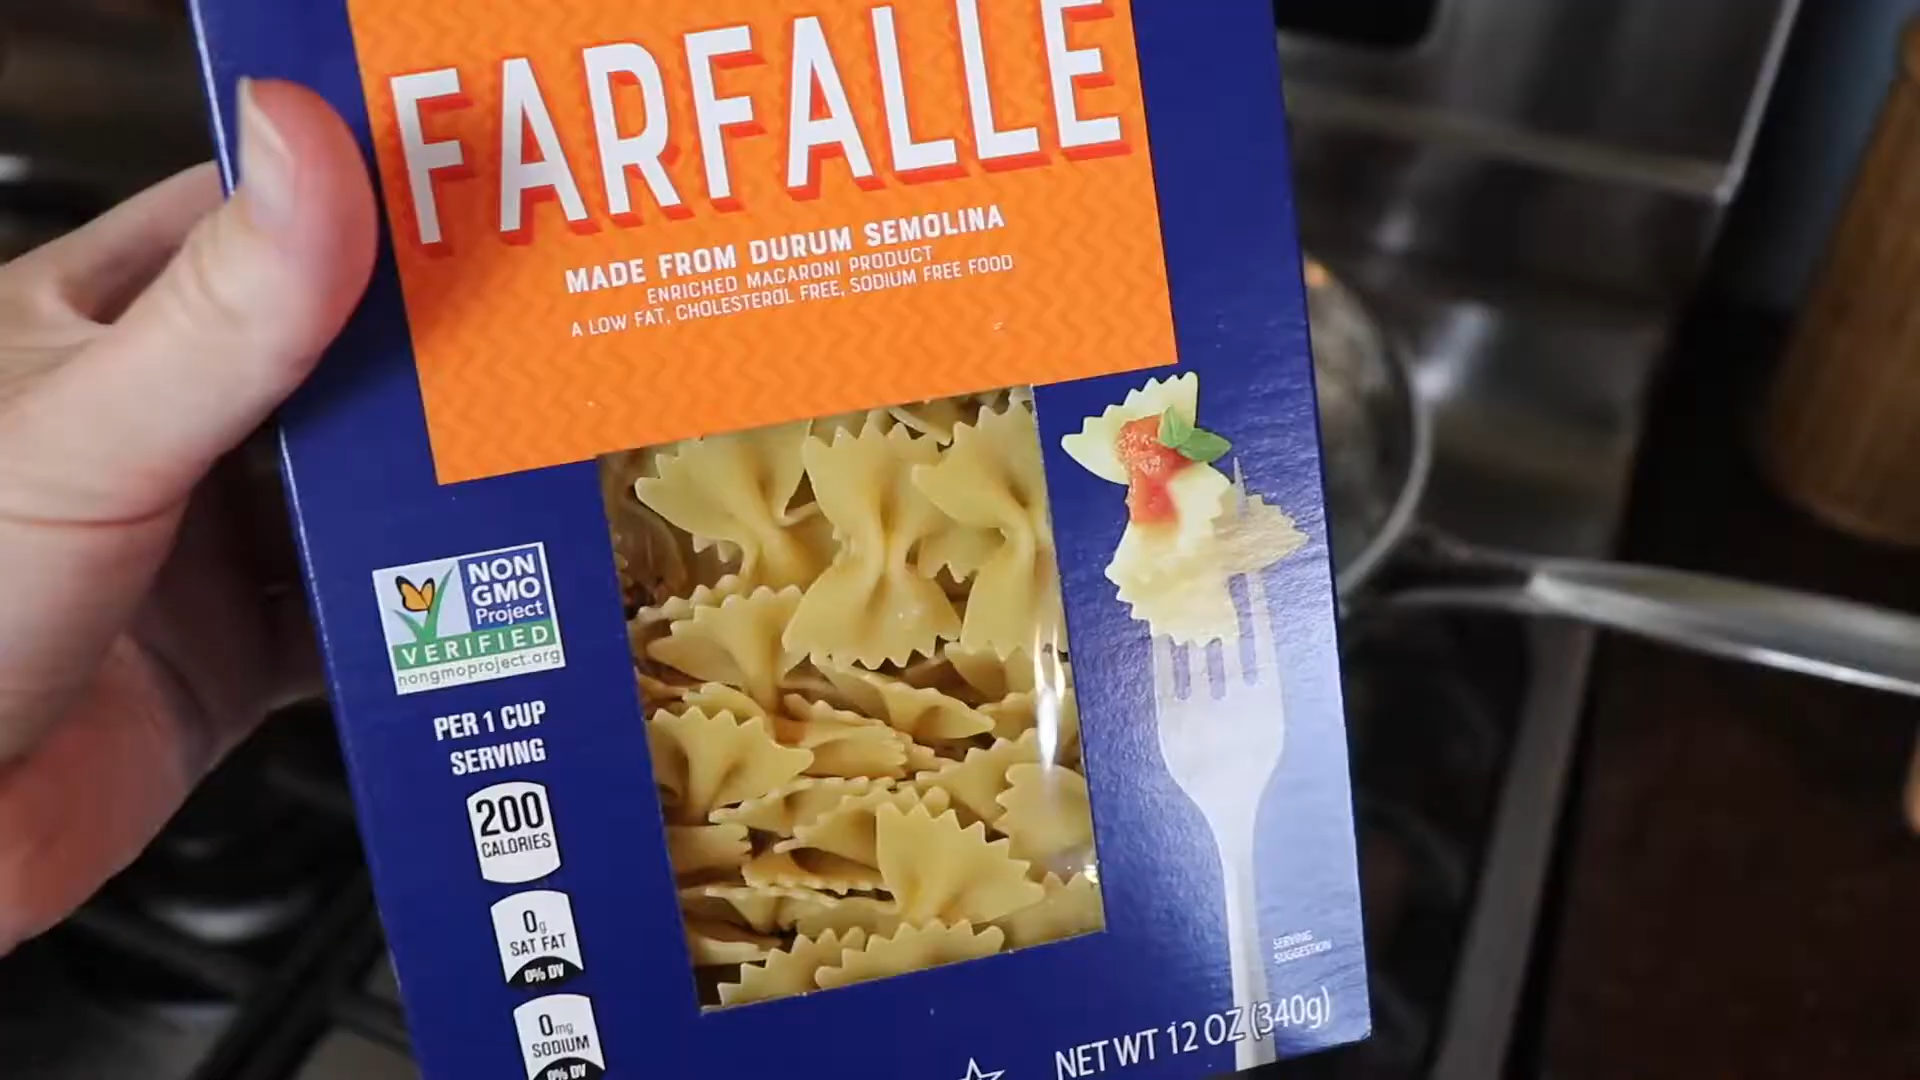 FARFALLE
MADE FROM DURUM SEMOLINA
ENRICHED MACARONI PRODUCT
A LOW FAT, CHOLESTEROL FREE, SODIUM FREE FOOD
NON
GMO
Project
VERIFIED
nongmoproject.org
PER 1 CUP
SERVING
200
CALORIES
0g
SAT FAT
0% DV
0mg
SODIUM
0% DV
SERVING
SUGGESTION
NET WT 12 OZ (340g)